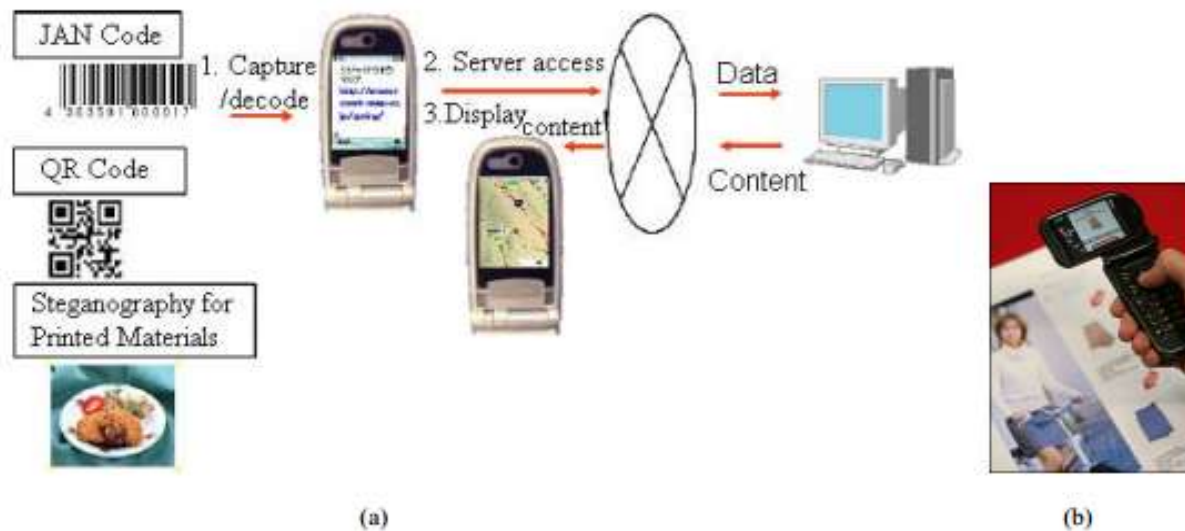 JAN Code
1. Capture
/decode
2. Server access
3.Display
content
Data
Content
QR Code
Steganography for
Printed Materials
(a)
(b)